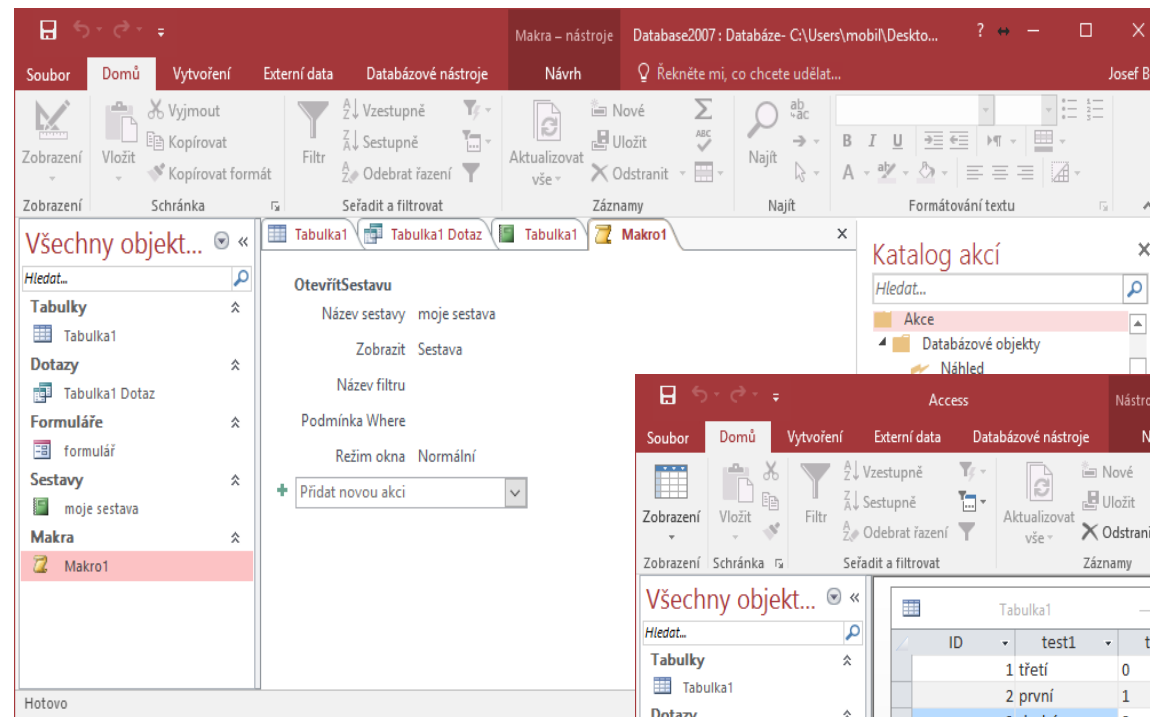 Makra – nástroje Database2007 : Databáze- C:\Users\mobil\Deskto... ?
Soubor Domů Vytvoření Externí data Databázové nástroje Návrh Řekněte mi, co chcete udělat... Josef B
Zobrazení Vložit Vyjmout Kopírovat Kopírovat formát
Filtr Vzestupně Sestupně Odebrat řazení
Aktualizovat vše Nové Uložit Odstranit
Najít
B I U A
Zobrazení Schránka Seřadit a filtrovat Záznamy Najít Formátování textu
Všechny objekt...
Hledat...
Tabulky
Tabulka1
Dotazy
Tabulka1 Dotaz
Formuláře
formulář
Sestavy
moje sestava
Makra
Makro1
Hotovo
Tabulka1 Tabulka1 Dotaz Tabulka1 Makro1
OtevřítSestavu
Název sestavy moje sestava
Zobrazit Sestava
Název filtru
Podmínka Where
Režim okna Normální
Přidat novou akci
Katalog akcí
Hledat...
Akce
Databázové objekty
Náhled
Access Nástro
Soubor Domů Vytvoření Externí data Databázové nástroje N
Zobrazení Vložit Filtr
Vzestupně
Sestupně
Odebrat řazení
Aktualizovat vše
Nové
Uložit
Odstrani
Zobrazení Schránka Seřadit a filtrovat Záznamy
Všechny objekt...
Hledat...
Tabulky
Tabulka1
Dotazy
Tabulka1
ID test1 t
1 třetí 0
2 první 1